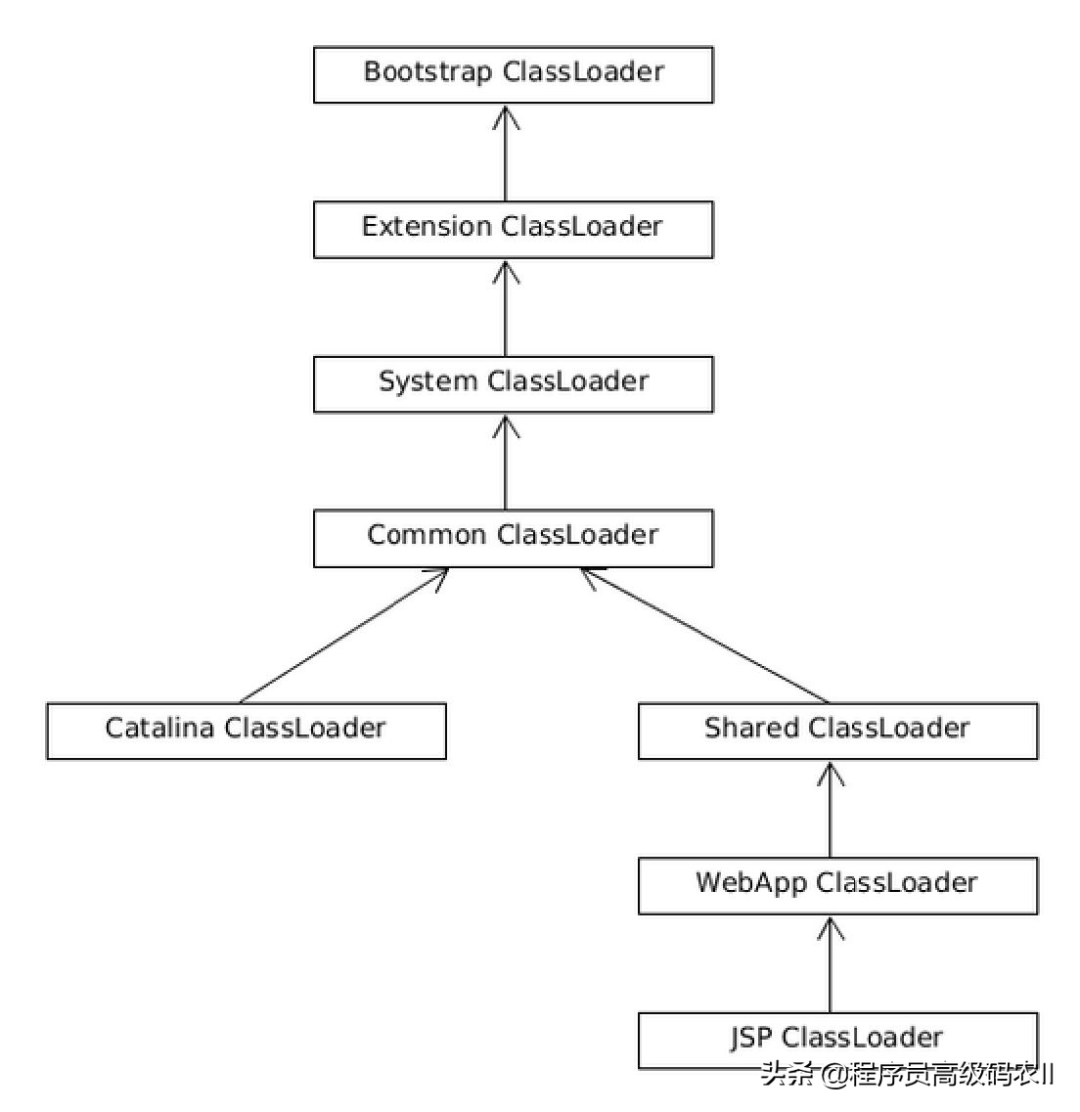 Bootstrap ClassLoader
Extension ClassLoader
System ClassLoader
Common ClassLoader
Catalina ClassLoader
Shared ClassLoader
WebApp ClassLoader
JSP ClassLoader
头条 @程序员高级码农II